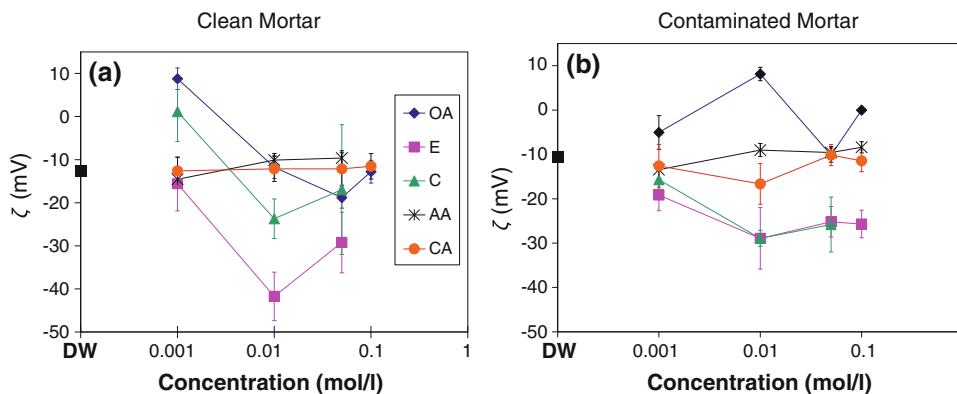 Clean Mortar
(a)
ζ (mV)
10
0
-10
-20
-30
-40
-50
DW
0.001
0.01
0.1
1
Concentration (mol/l)
OA
E
C
AA
CA
Contaminated Mortar
(b)
ζ (mV)
10
0
-10
-20
-30
-40
-50
DW
0.001
0.01
0.1
Concentration (mol/l)